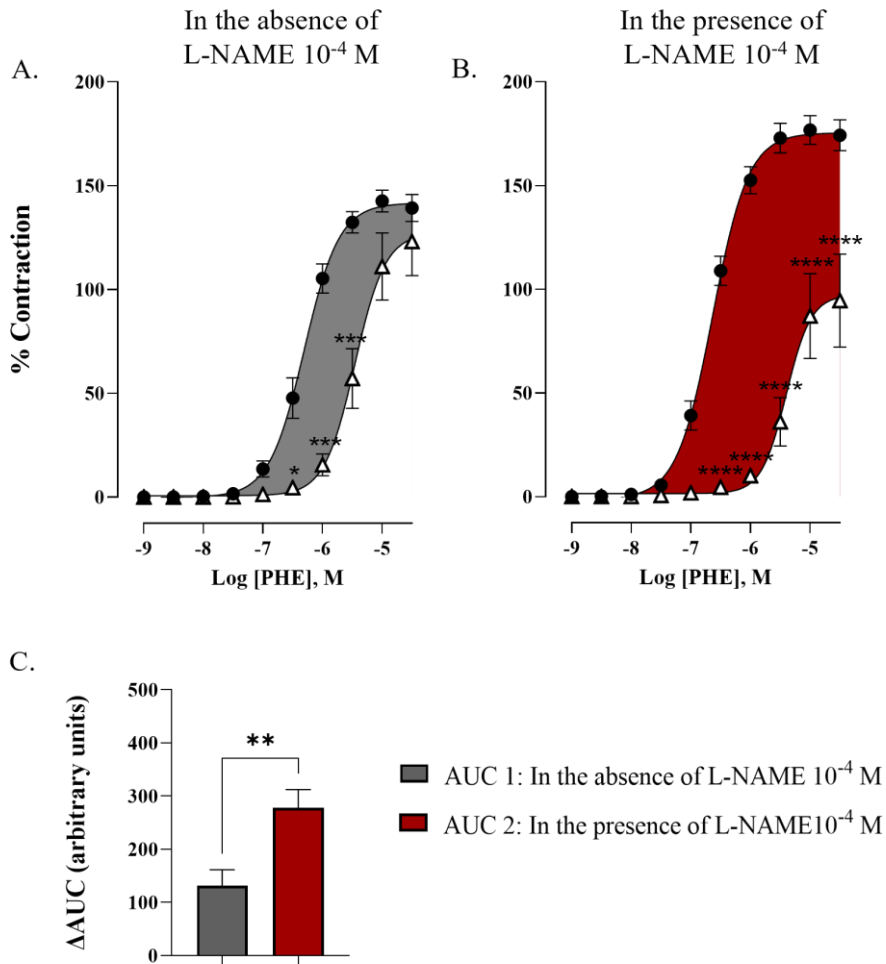 In the absence of
L-NAME 10⁻⁴ M
In the presence of
L-NAME 10⁻⁴ M
A.
B.
% Contraction
200
150
100
50
0
***
***
*
-9
-8
-7
-6
-5
Log [PHE], M
200
150
100
50
0
****
****
****
****
****
-9
-8
-7
-6
-5
Log [PHE], M
C.
ΔAUC (arbitrary units)
500
400
300
200
100
0
**
AUC 1: In the absence of L-NAME 10⁻⁴ M
AUC 2: In the presence of L-NAME10⁻⁴ M